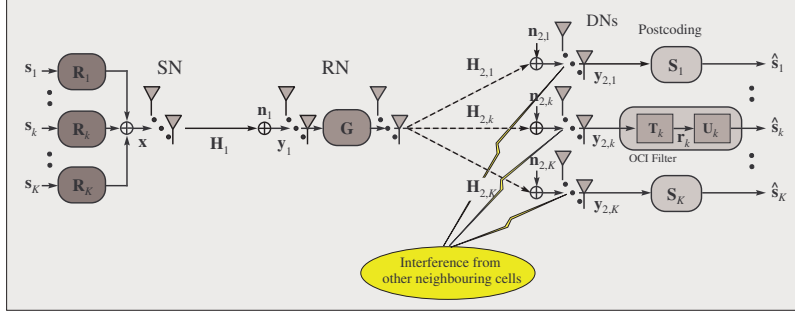 DNs
Postcoding
SN
RN
n2,1
s1
R1
H2,1
y2,1
S1
ŝ1
H2,k
n2,k
sk
Rk
x
H1
n1
y1
G
y2,k
Tk
rk
Uk
ŝk
OCI Filter
sK
RK
H2,K
n2,K
y2,K
SK
ŝK
Interference from
other neighbouring cells